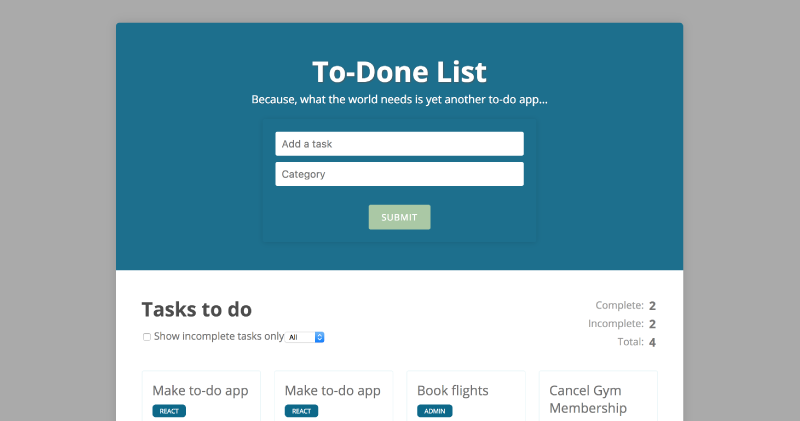 To-Done List
Because, what the world needs is yet another to-do app...
Add a task
Category
SUBMIT
Tasks to do
Show incomplete tasks only All
Complete: 2
Incomplete: 2
Total: 4
Make to-do app
REACT
Make to-do app
REACT
Book flights
ADMIN
Cancel Gym
Membership